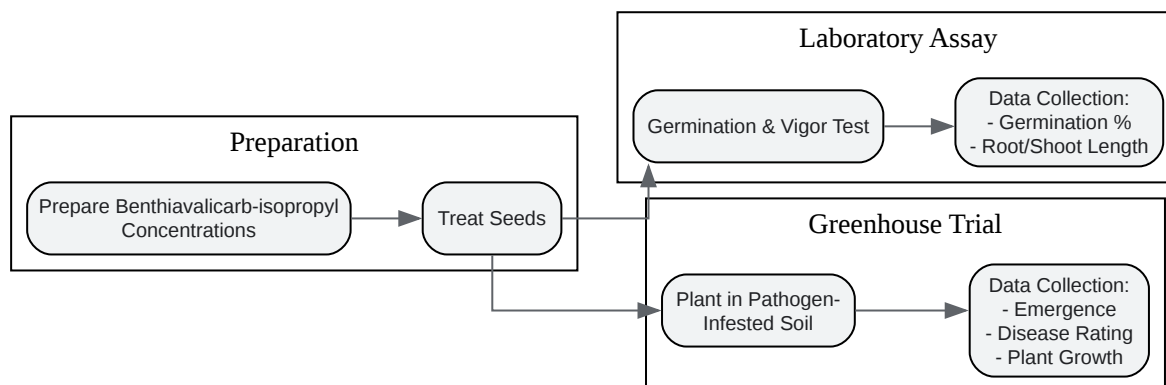 Preparation
Prepare Benthiavalicarb-isopropyl
Concentrations
Treat Seeds
Laboratory Assay
Germination & Vigor Test
Data Collection:
- Germination %
- Root/Shoot Length
Greenhouse Trial
Plant in Pathogen-
Infested Soil
Data Collection:
- Emergence
- Disease Rating
- Plant Growth